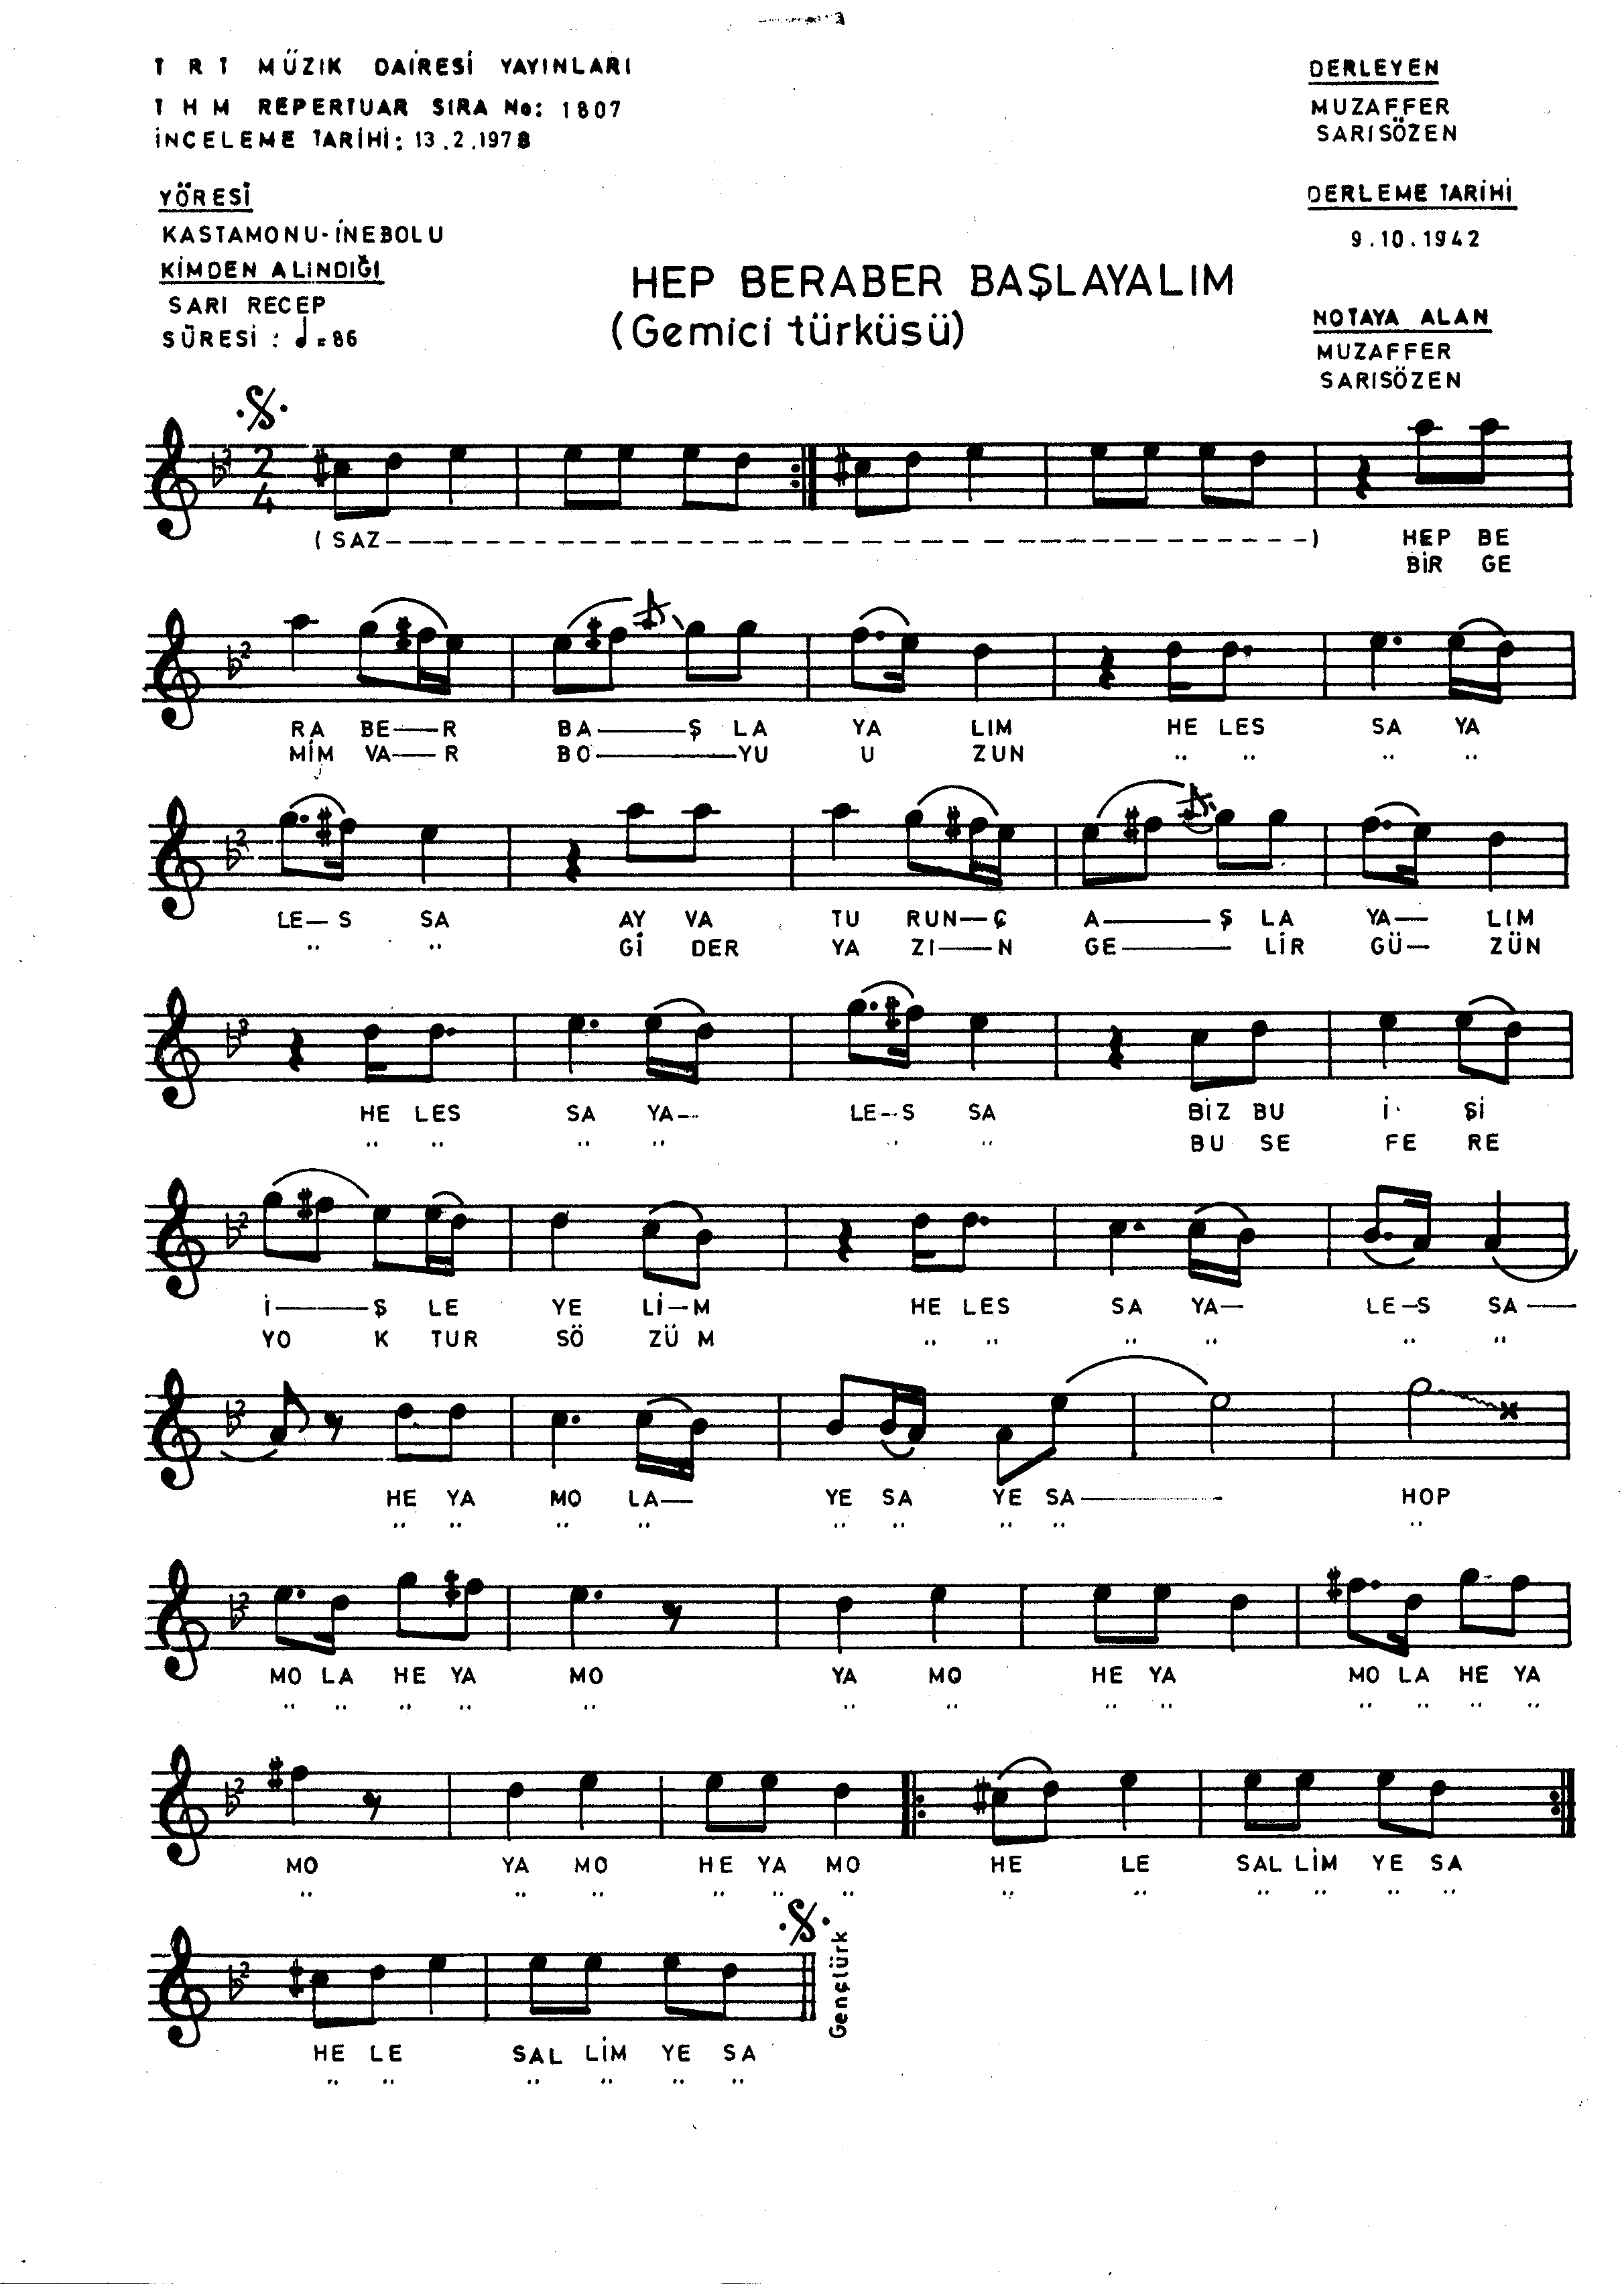 T R T MÜZİK DAİRESİ YAYINLARI
T H M REPERTUAR SIRA No: 1807
İNCELEME TARİHİ: 13.2.1978
DERLEYEN
MUZAFFER
SARISÖZEN
YÖRESİ
KASTAMONU-İNEBOLU
KİMDEN ALINDIĞI
SARI RECEP
SÜRESİ : ♩=86
DERLEME TARİHİ
9.10.1942
HEP BERABER BAŞLAYALIM
(Gemici türküsü)
NOTAYA ALAN
MUZAFFER
SARISÖZEN
2
4
(SAZ----------) HEP BE
BİR GE
RA BE—R BA—Ş LA YA LIM HE LES SA YA
MİM VA—R BO—YU U ZUN " " " "
LE—S SA AY VA TU RUN—Ç A—Ş LA YA— LIM
" " Gİ DER YA ZI—N GE— LİR GÜ— ZÜN
HE LES SA YA— LE—S SA BİZ BU İ Şİ
" " " " " " BU SE FE RE
İ—Ş LE YE Lİ—M HE LES SA YA— LE—S SA—
YO K TUR SÖ ZÜ M " " " " " "
HE YA MO LA— YE SA YE SA— HOP
" " " " " " " " "
MO LA HE YA MO YA MO HE YA MO LA HE YA
" " " " " " " " " " " " "
MO YA MO HE YA MO HE LE SAL LİM YE SA
" " " " " " " " " " " "
HE LE SAL LİM YE SA
" " " " " "
Gençtürk